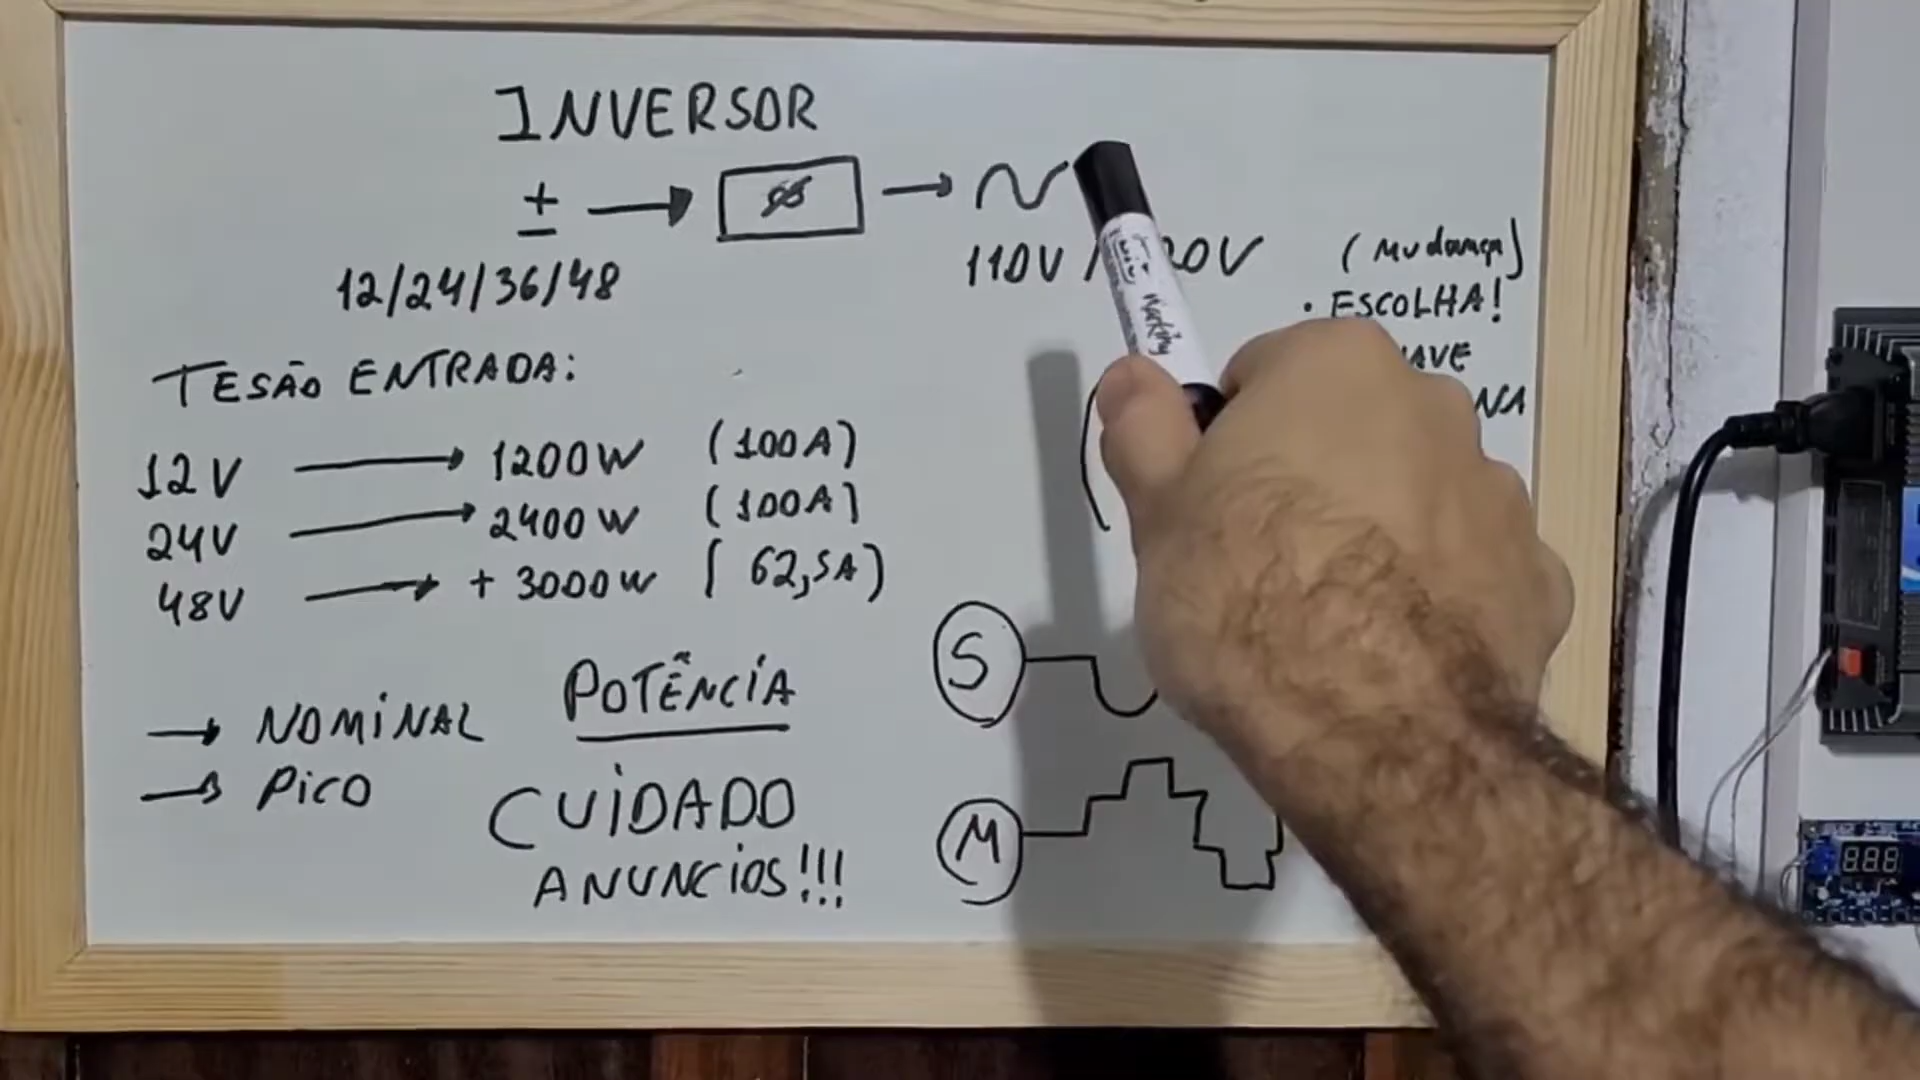 INVERSOR
±
12/24/36/48
110V /
(Mudança)
• ESCOLHA!
TESÃO ENTRADA:
12V 1200W (100A)
24V 2400W (100A)
48V + 3000W (62,5A)
NOMINAL
PICO
POTÊNCIA
CUIDADO
ANUNCIOS!!!
S
M